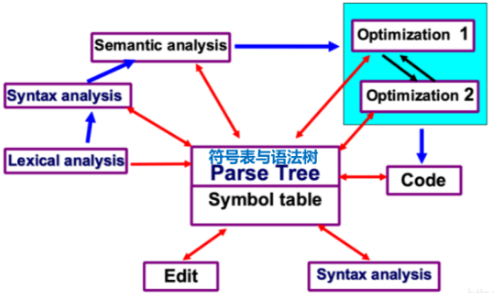 Semantic analysis
Optimization 1
Syntax analysis
Optimization 2
Lexical analysis
符号表与语法树
Parse Tree
Code
Symbol table
Edit
Syntax analysis